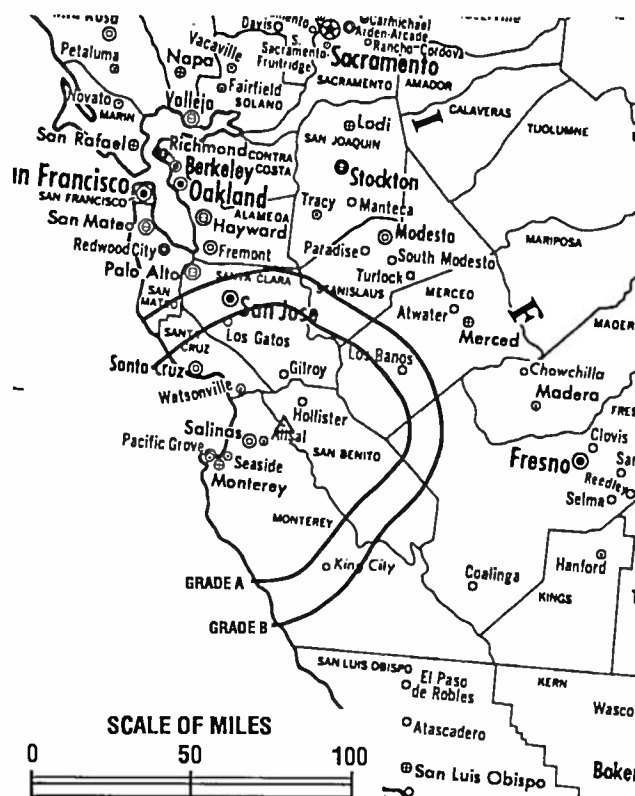 Petaluma
Napa
Vacaville
Davis
S. Sacramento-
Fruitridge
Sacramento
Carmichael
Arden-Arcade
Rancho-Cordova
SACRAMENTO
AMADOR
Fairfield
SOLANO
Novato
MARIN
Vallejo
San Rafael
Richmond
CONTRA
COSTA
Berkeley
Oakland
Lodi
SAN JOAQUIN
CALAVERAS
I
TUOLUMNE
Stockton
n Francisco
SAN FRANCISCO
ALAMEDA
Hayward
Manteca
Tracy
San Mateo
Redwood City
Fremont
Modesto
Paradise
South Modesto
Turlock
MARIPOSA
Palo Alto
SANTA CLARA
STANISLAUS
SAN
MATEO
San Jose
MERCED
Atwater
Merced
F
MADER
SANTA
CRUZ
Los Gatos
Santa Cruz
Gilroy
Los Banos
Chowchilla
Madera
Watsonville
Hollister
FRES
Salinas
Alisal
Pacific Grove
Seaside
Monterey
SAN BENITO
Clovis
San
Fresno
Reedley
Selma
MONTEREY
King City
Hanford
Coalinga
GRADE A
KINGS
GRADE B
SAN LUIS OBISPO
KERN
El Paso
de Robles
Wasco
Atascadero
SCALE OF MILES
0 50 100
San Luis Obispo
Baker